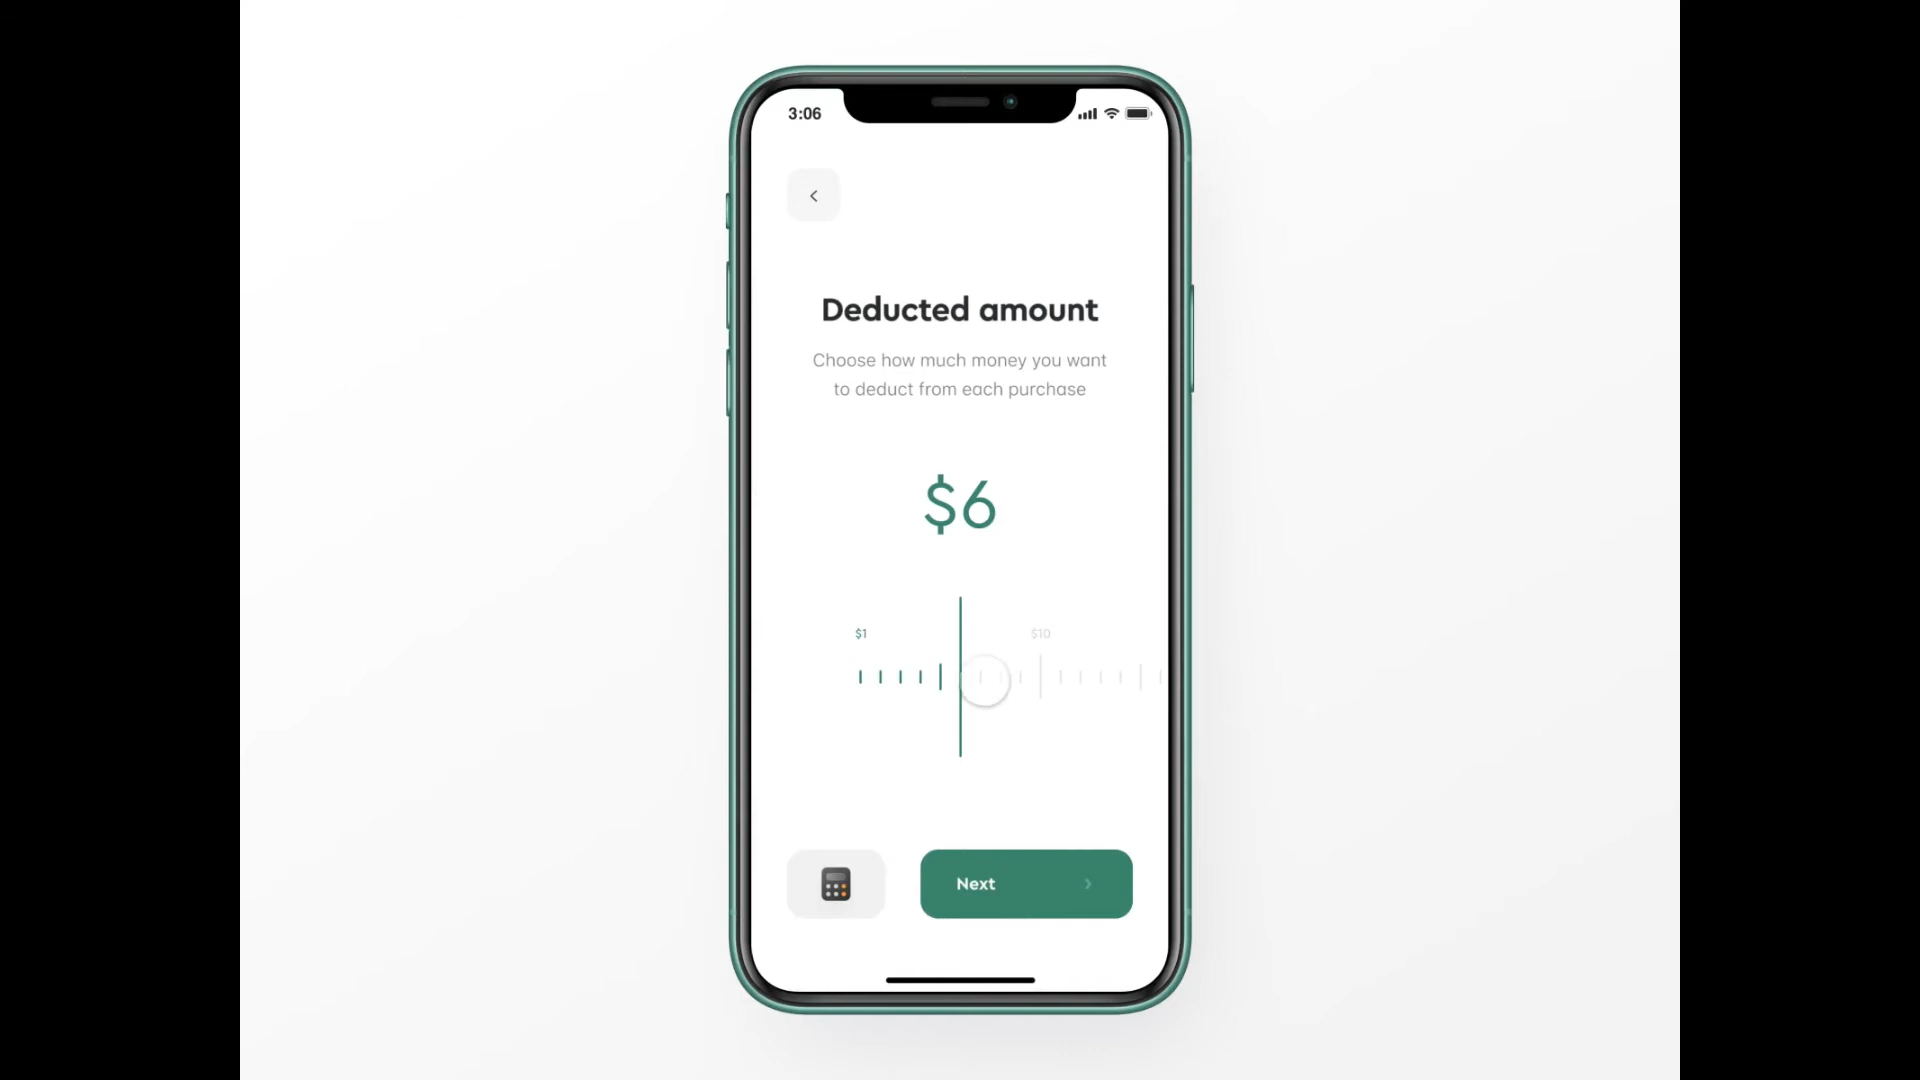 3:06
Deducted amount
Choose how much money you want
to deduct from each purchase
$6
$1
$10
Next